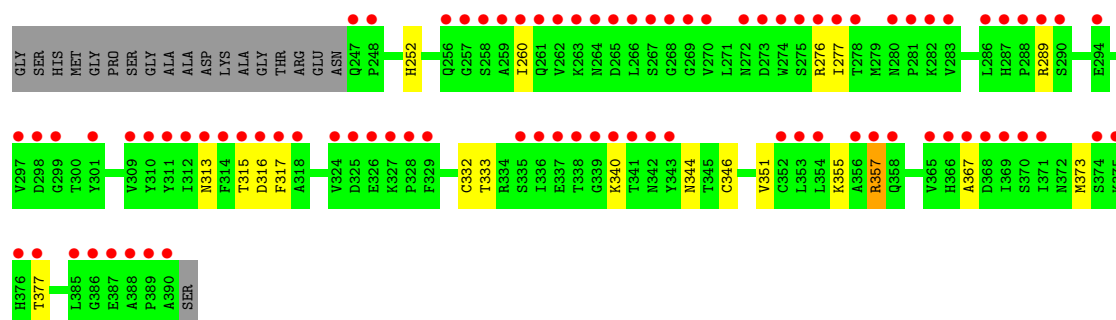 GLY SER HIS MET GLY PRO SER GLY ALA ALA ASP LYS ALA GLY THR ARG GLU ASN Q247 P248 H252 Q256 G257 S258 A259 I260 Q261 V262 K263 N264 D265 L266 S267 G268 G269 V270 L271 N272 D273 W274 S275 R276 I277 T278 M279 N280 P281 K282 V283 L286 H287 P288 R289 S290 E294
V297 D298 G299 T300 Y301 V309 Y310 Y311 I312 N313 F314 T315 D316 F317 A318 V324 D325 E326 K327 P328 F329 C332 T333 R334 S335 I336 E337 T338 G339 K340 T341 N342 Y343 N344 T345 C346 V351 C352 L353 L354 K355 A356 R357 Q358 V365 H366 A367 D368 I369 S370 I371 N372 M373 S374
H376 T377 L385 G386 E387 A388 P389 A390 SER